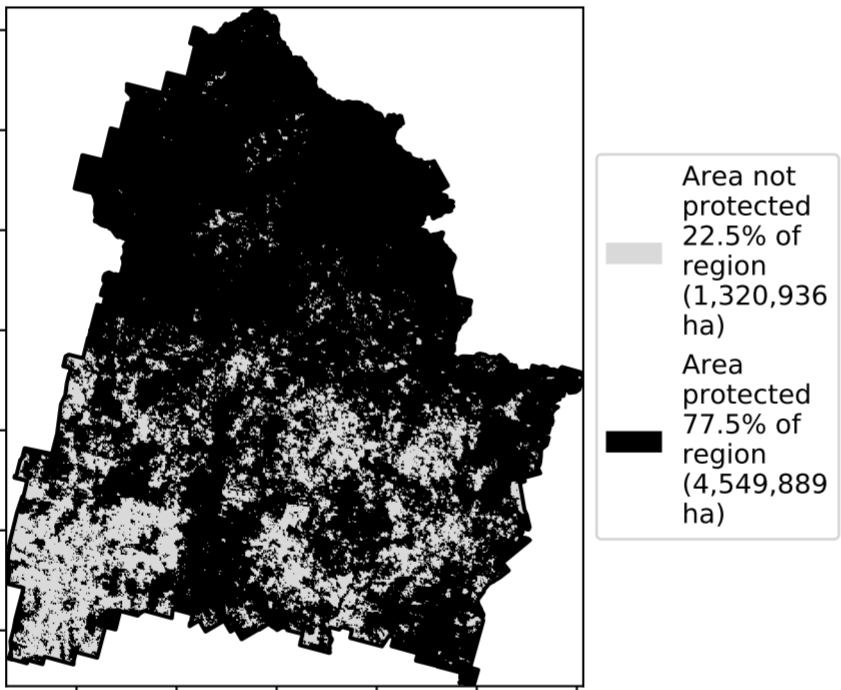 Area not
protected
22.5% of
region
(1,320,936
ha)
Area
protected
77.5% of
region
(4,549,889
ha)